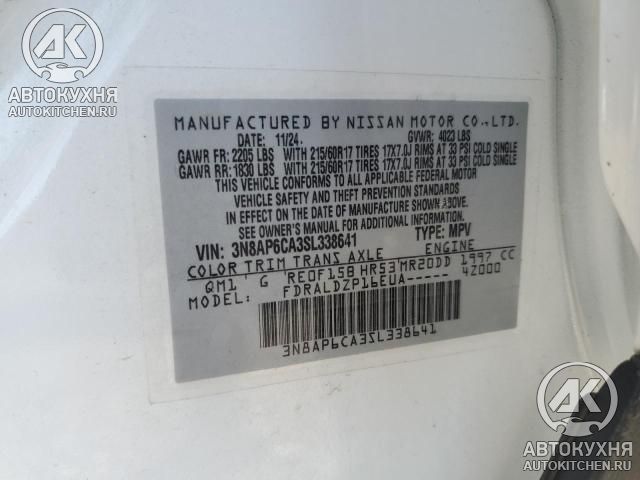 AK
АВТОКУХНЯ
AUTOKITCHEN.RU
MANUFACTURED BY NISSAN MOTOR CO.,LTD.
DATE: 11/24. GVWR: 4023 LBS
GAWR FR: 2205 LBS WITH 215/60R17 17X7.0J RIMS AT 33 PSI COLD SINGLE
GAWR RR: 1830 LBS WITH 215/60R17 17X7.0J RIMS AT 33 PSI COLD SINGLE
THIS VEHICLE CONFORMS TO ALL APPLICABLE FEDERAL MOTOR
VEHICLE SAFETY AND THEFT PREVENTION STANDARDS
IN EFFECT ON THE DATE OF MANUFACTURE SHOWN ABOVE.
SEE OWNER'S MANUAL FOR ADDITIONAL INFORMATION.
VIN: 3N8AP6CA3SL338641 TYPE: MPV
COLOR TRIM TRANS AXLE ENGINE
QM1 G RE0F15B HR53 MR20DD 1997 CC
MODEL: FDRALDZP16EUA----- 4Z000
3N8AP6CA3SL338641
AK
АВТОКУХНЯ
AUTOKITCHEN.RU